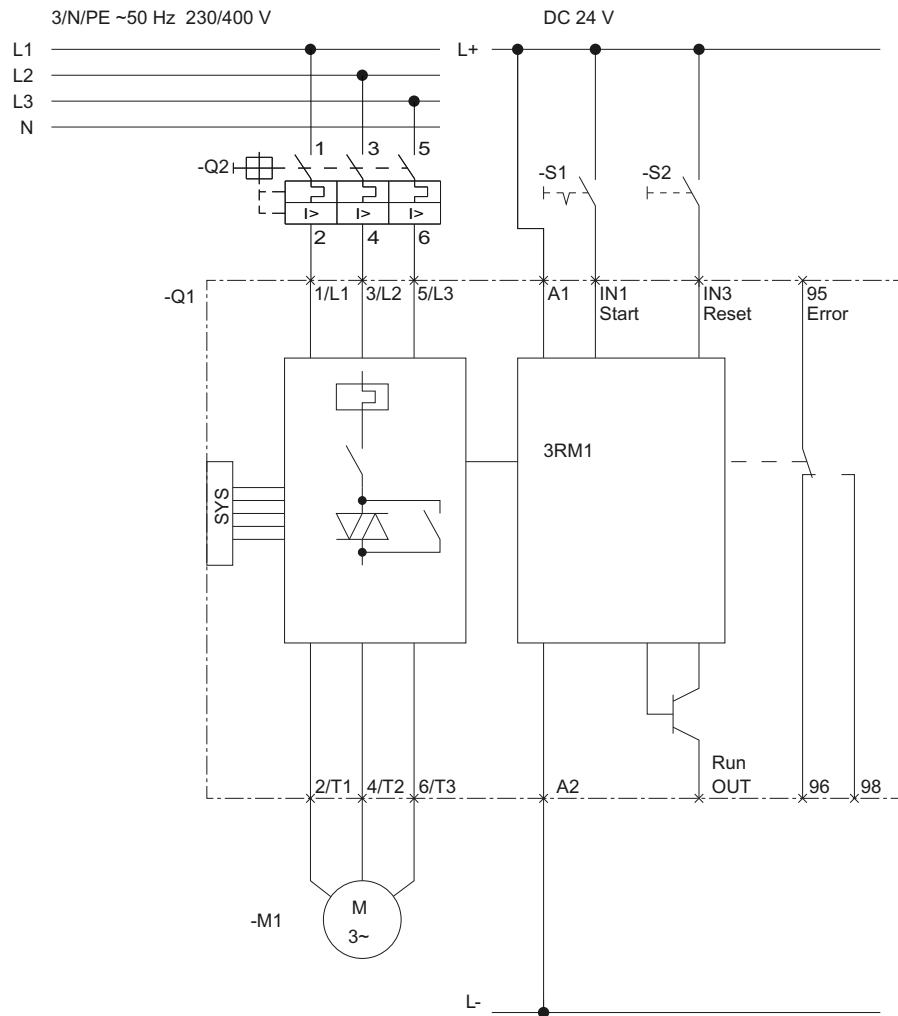 3/N/PE ~50 Hz 230/400 V
DC 24 V
L1
L+
L2
L3
N
1
3
5
-Q2
-S1
-S2
I>
I>
I>
2
4
6
-Q1
1/L1
3/L2
5/L3
A1
IN1
Start
IN3
Reset
95
Error
3RM1
SYS
Run
OUT
2/T1
4/T2
6/T3
A2
96
98
-M1
M
3~
L-